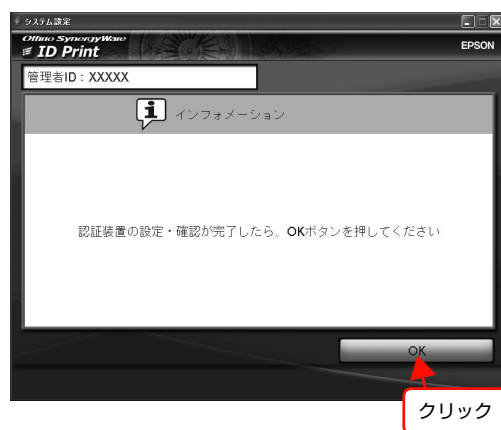 システム設定
Offirio SynergyWare
ID Print
EPSON
管理者ID：XXXXX
インフォメーション
認証装置の設定・確認が完了したら、OKボタンを押してください
OK
クリック